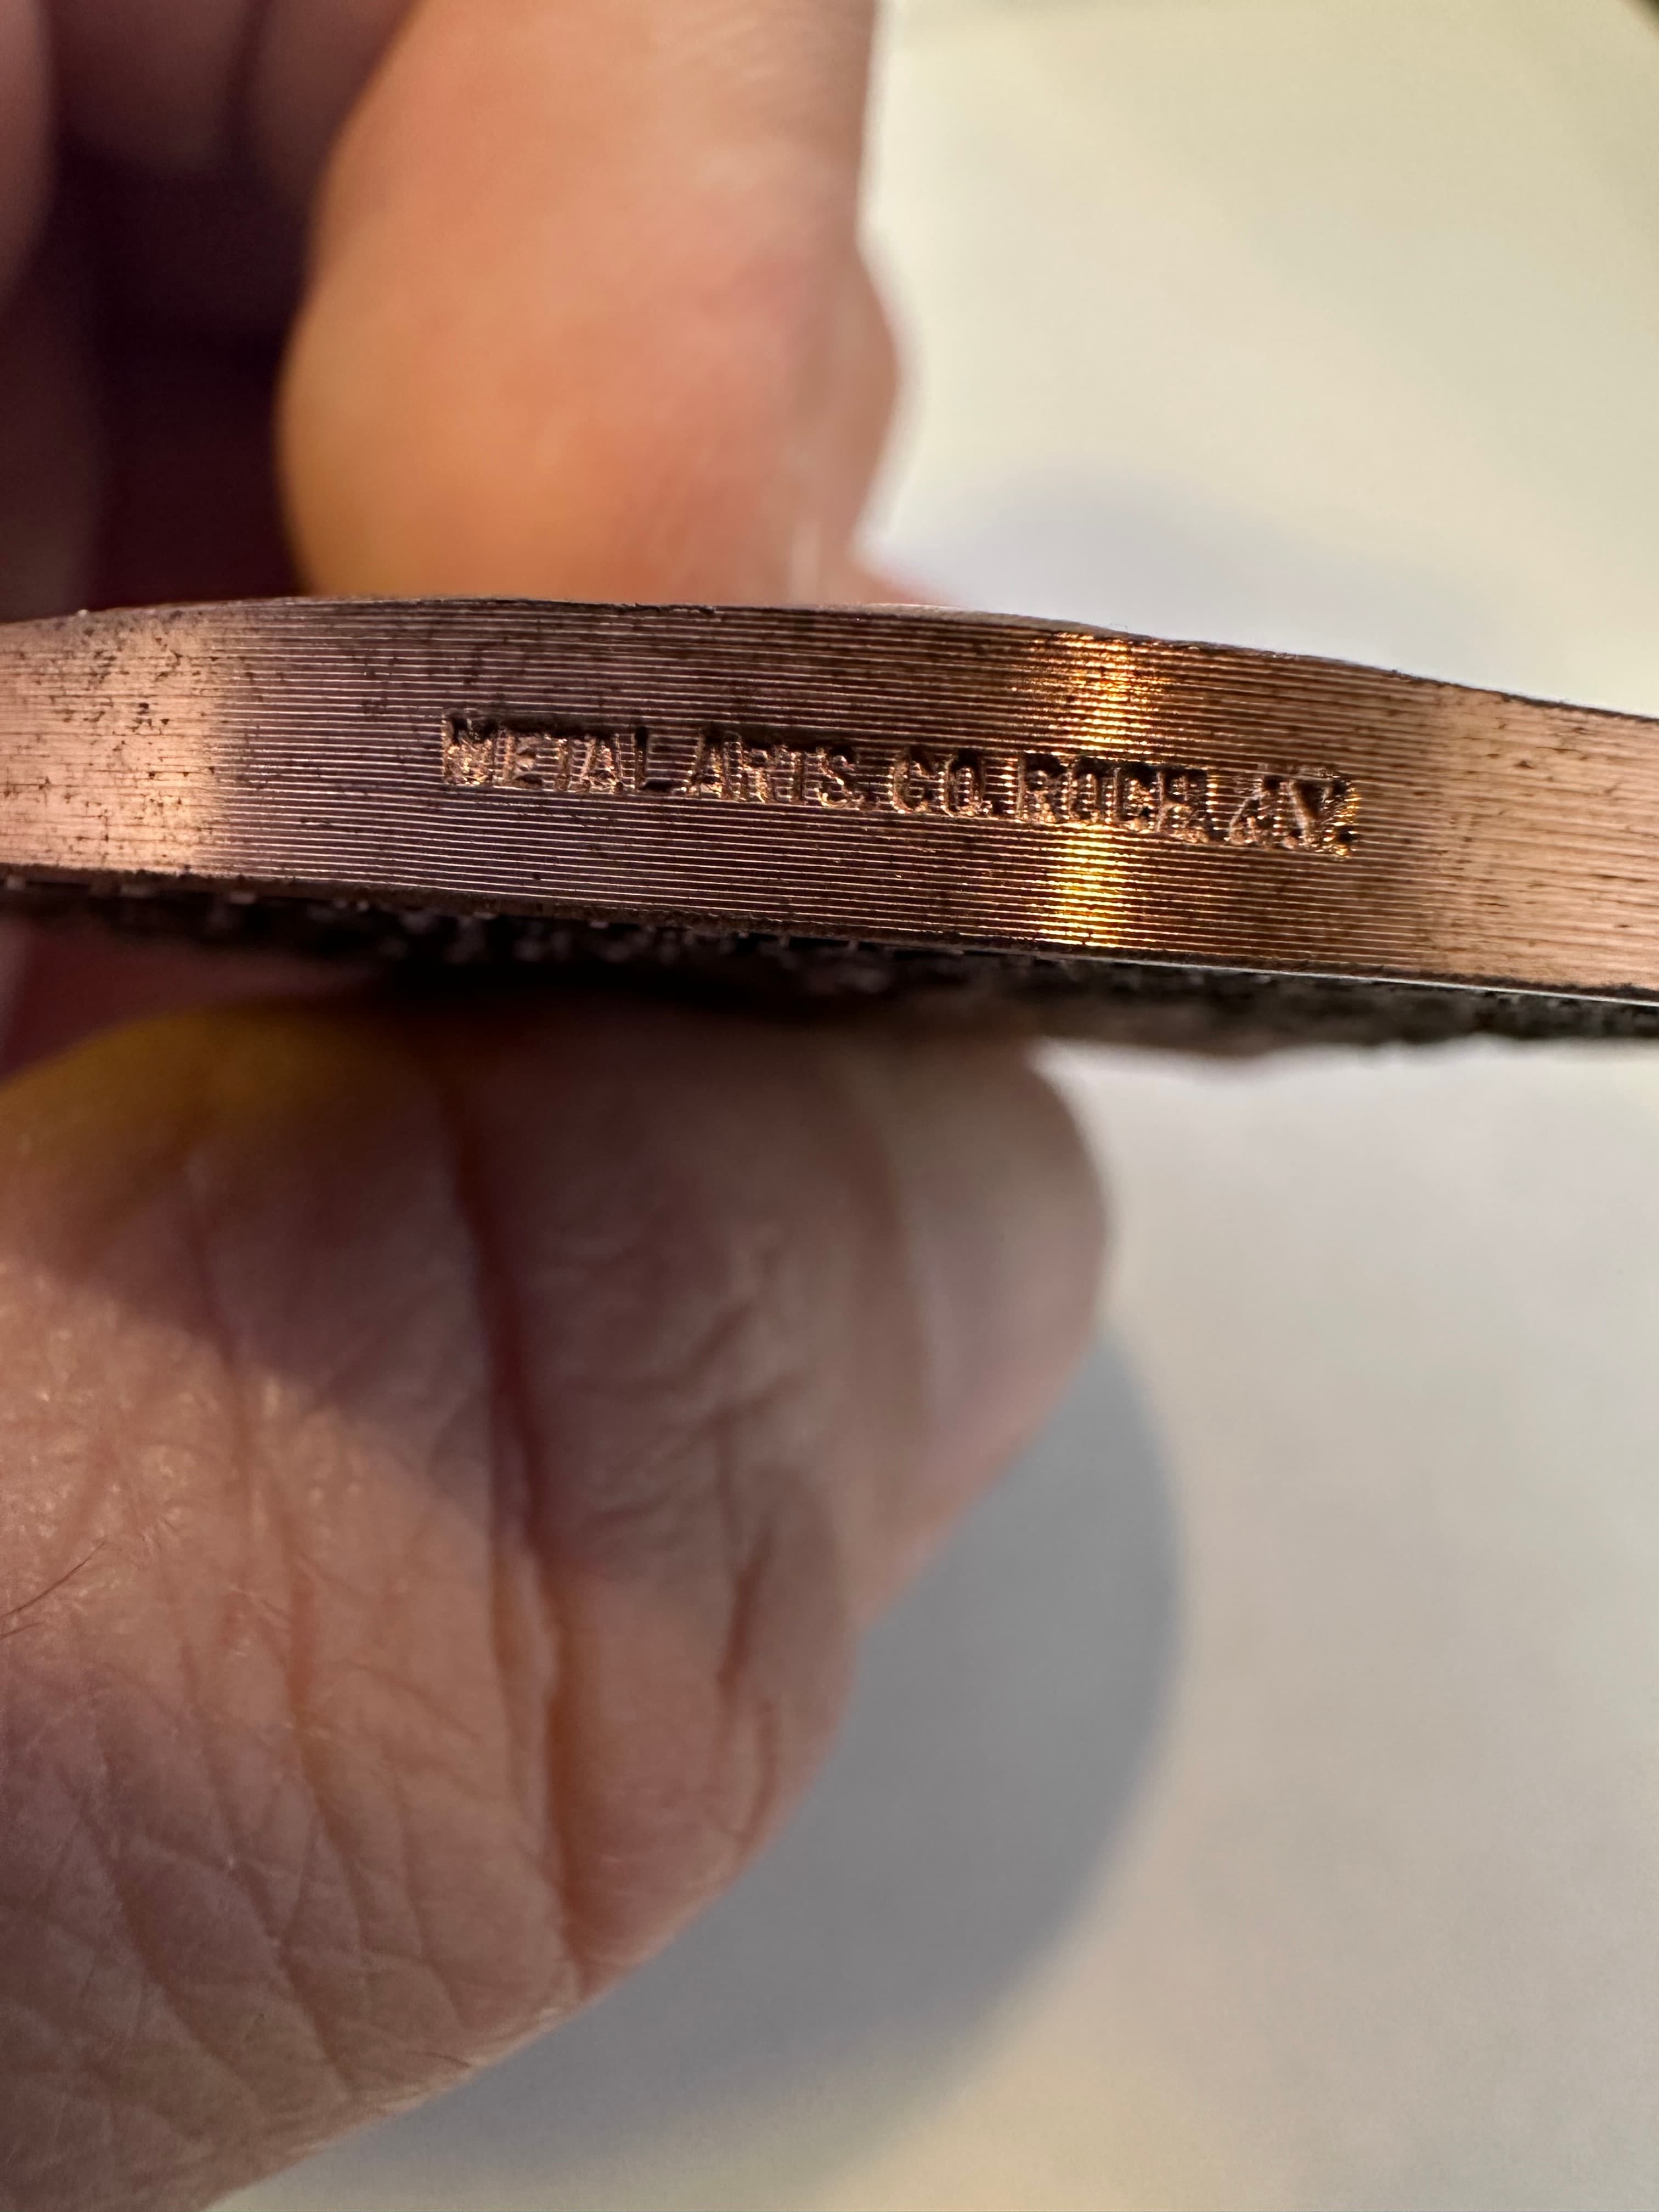 METAL ARTS. CO. ROCH. N.Y.